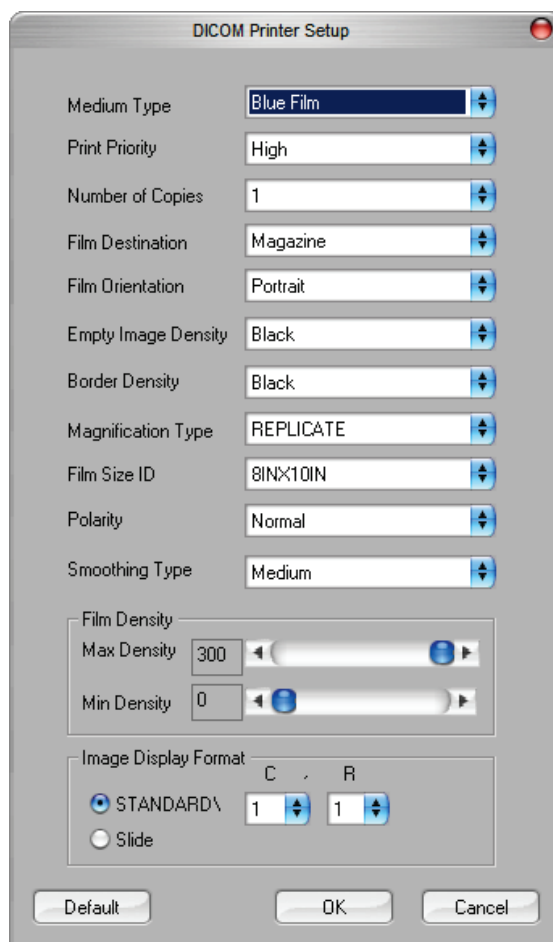 DICOM Printer Setup
Medium Type Blue Film
Print Priority High
Number of Copies 1
Film Destination Magazine
Film Orientation Portrait
Empty Image Density Black
Border Density Black
Magnification Type REPLICATE
Film Size ID 8INX10IN
Polarity Normal
Smoothing Type Medium
Film Density
Max Density 300
Min Density 0
Image Display Format
C , R
STANDARD\ 1 1
Slide
Default OK Cancel